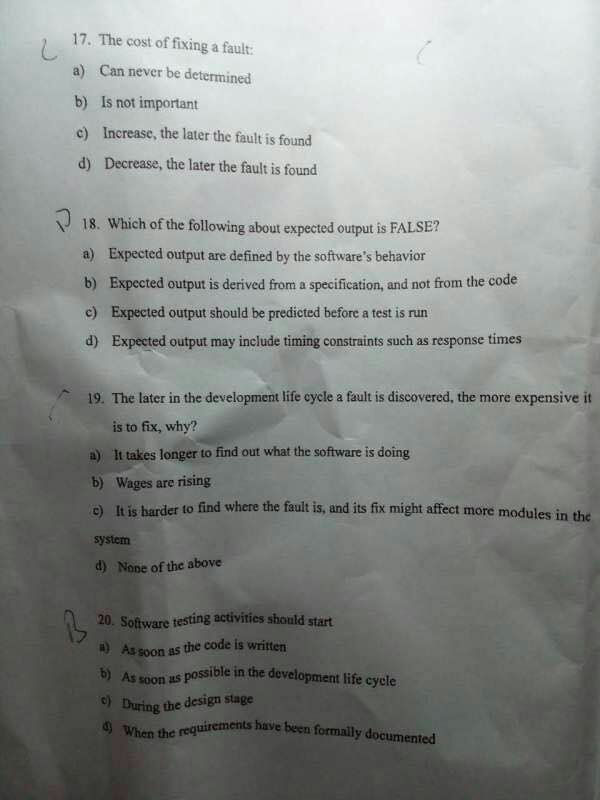 17. The cost of fixing a fault:
a) Can never be determined
b) Is not important
c) Increase, the later the fault is found
d) Decrease, the later the fault is found
18. Which of the following about expected output is FALSE?
a) Expected output are defined by the software's behavior
b) Expected output is derived from a specification, and not from the code
c) Expected output should be predicted before a test is run
d) Expected output may include timing constraints such as response times
19. The later in the development life cycle a fault is discovered, the more expensive it
is to fix, why?
a) It takes longer to find out what the software is doing
b) Wages are rising
c) It is harder to find where the fault is, and its fix might affect more modules in the
system
d) None of the above
B 20. Software testing activities should start
a) As soon as the code is written
b) As soon as possible in the development life cycle
c) During the design stage
d) When the requirements have been formally documented